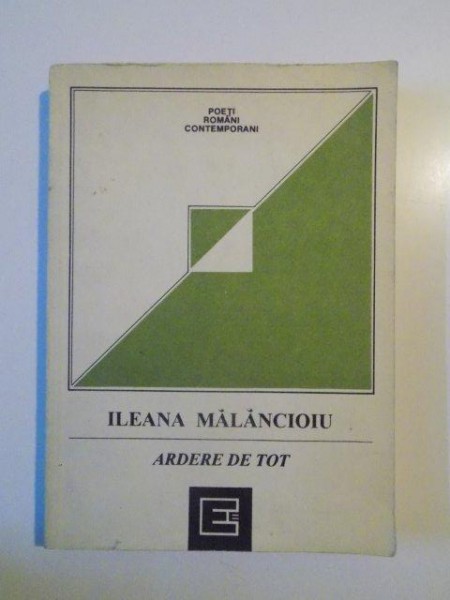 POEȚI
ROMÂNI
CONTEMPORANI
ILEANA MĂLĂNCIOIU
ARDERE DE TOT
E